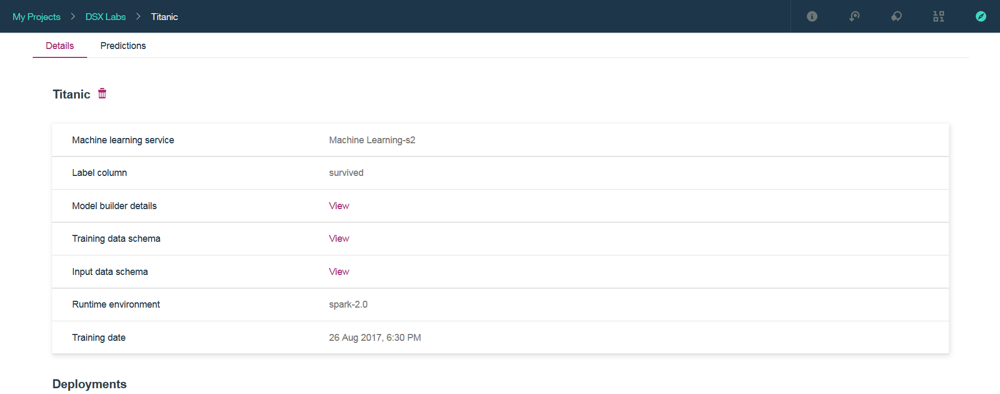 My Projects > DSX Labs > Titanic
Details Predictions
Titanic
Machine learning service Machine Learning-s2
Label column survived
Model builder details View
Training data schema View
Input data schema View
Runtime environment spark-2.0
Training date 26 Aug 2017, 6:30 PM
Deployments